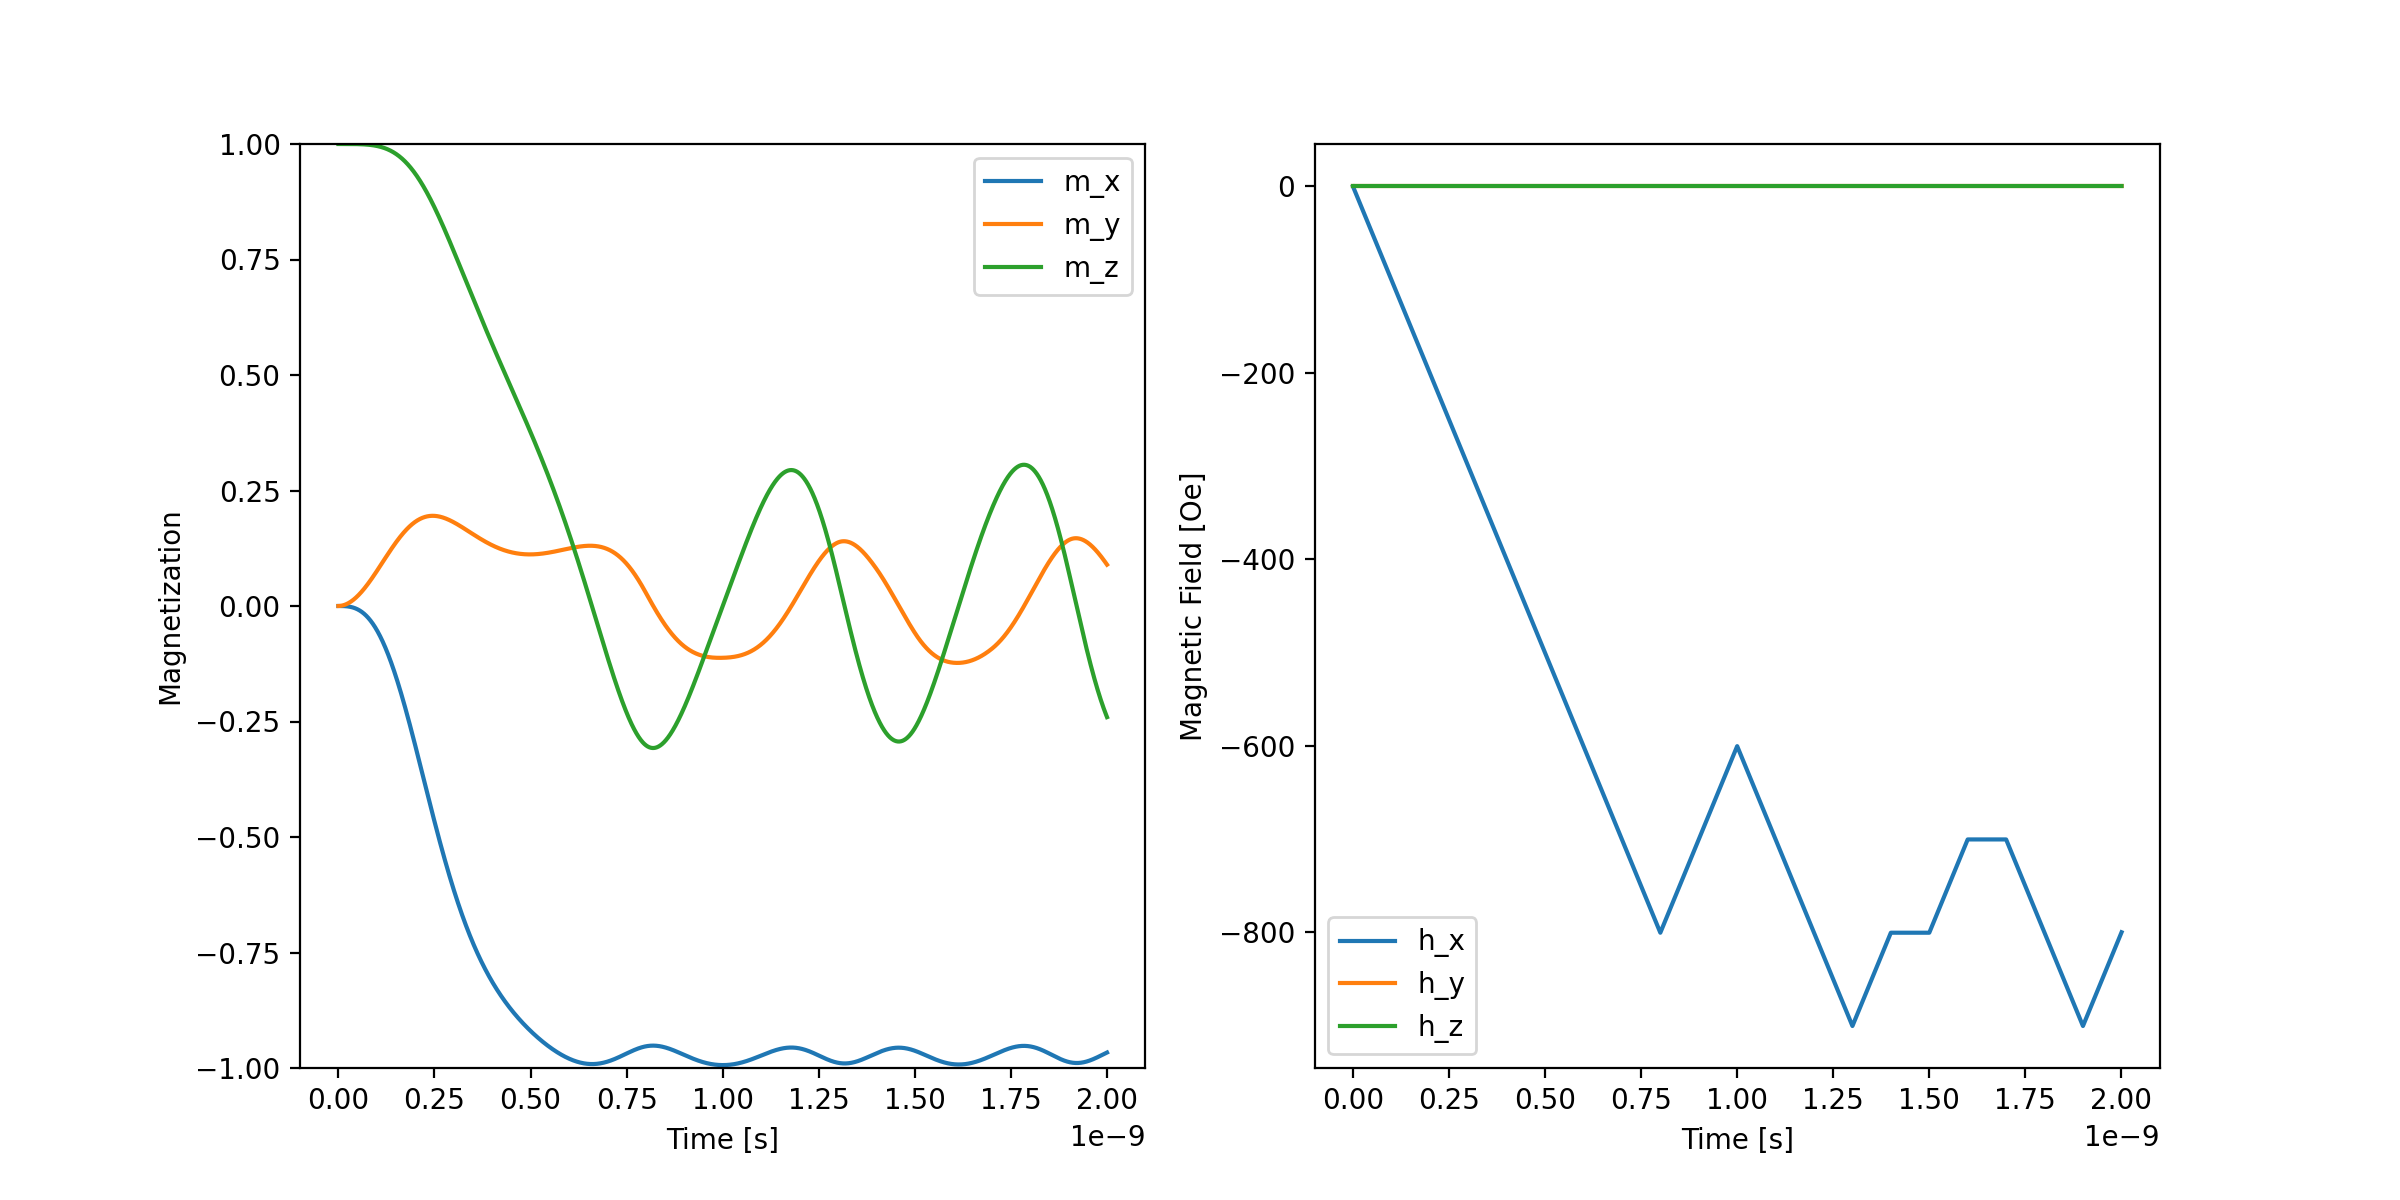 1.00
0.75
0.50
0.25
0.00
−0.25
−0.50
−0.75
−1.00
Magnetization
m_x
m_y
m_z
0.00 0.25 0.50 0.75 1.00 1.25 1.50 1.75 2.00
Time [s]
1e−9
0
−200
−400
−600
−800
Magnetic Field [Oe]
h_x
h_y
h_z
0.00 0.25 0.50 0.75 1.00 1.25 1.50 1.75 2.00
Time [s]
1e−9